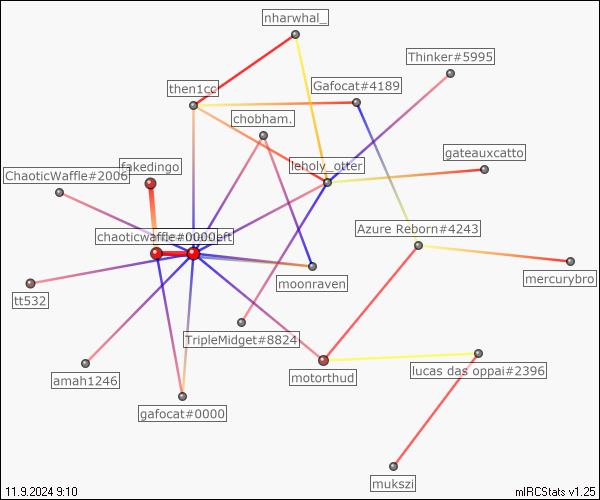 nharwhal_
Thinker#5995
Gafocat#4189
then1cc
chobham.
leholy_otter
gateauxcatto
fakedingo
ChaoticWaffle#2006
Azure Reborn#4243
chaoticwaffle#0000
mercurybro
moonraven
tt532
TripleMidget#8824
motorthud
lucas das oppai#2396
amah1246
gafocat#0000
mukszi
11.9.2024 9:10
mIRCStats v1.25